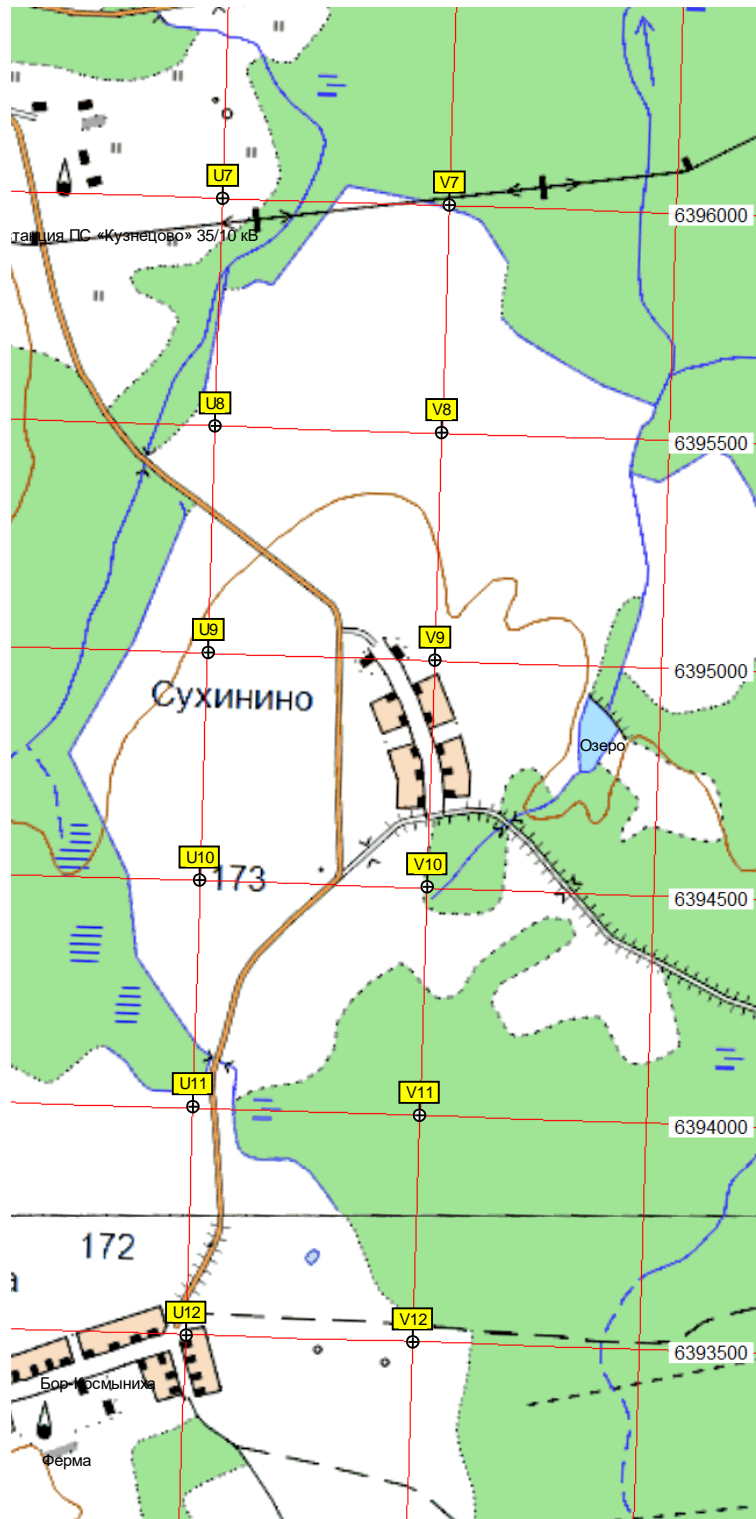 U7
V7
6396000
танция ПС «Кузнецово» 35/10 кВ
U8
V8
6395500
U9
V9
6395000
Сухинино
Озеро
U10
V10
173
6394500
U11
V11
6394000
172
а
U12
V12
6393500
Бор-Космыниха
Ферма